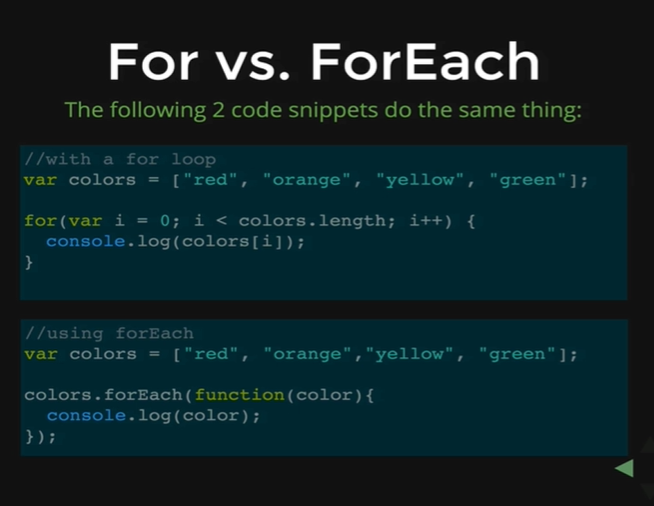 For vs. ForEach
The following 2 code snippets do the same thing:
//with a for loop
var colors = ["red", "orange", "yellow", "green"];
for(var i = 0; i < colors.length; i++) {
  console.log(colors[i]);
}
//using forEach
var colors = ["red", "orange","yellow", "green"];
colors.forEach(function(color){
  console.log(color);
});